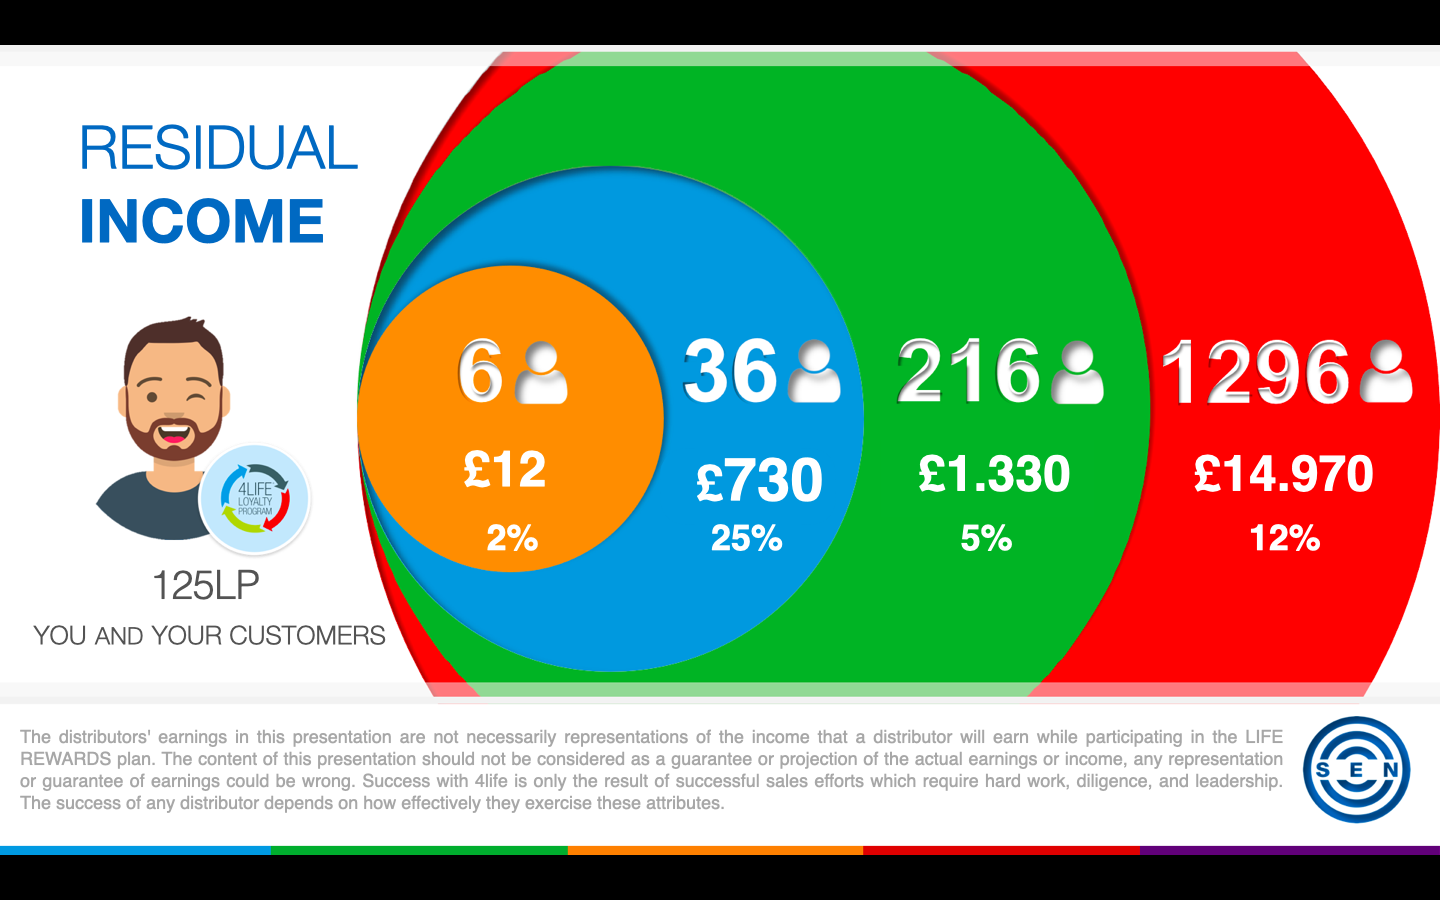 RESIDUAL
INCOME
6
36
216
1296
£12
£730
£1.330
£14.970
2%
25%
5%
12%
4LIFE
LOYALTY
PROGRAM
125LP
YOU AND YOUR CUSTOMERS
The distributors' earnings in this presentation are not necessarily representations of the income that a distributor will earn while participating in the LIFE
REWARDS plan. The content of this presentation should not be considered as a guarantee or projection of the actual earnings or income, any representation
or guarantee of earnings could be wrong. Success with 4life is only the result of successful sales efforts which require hard work, diligence, and leadership.
The success of any distributor depends on how effectively they exercise these attributes.
SEN